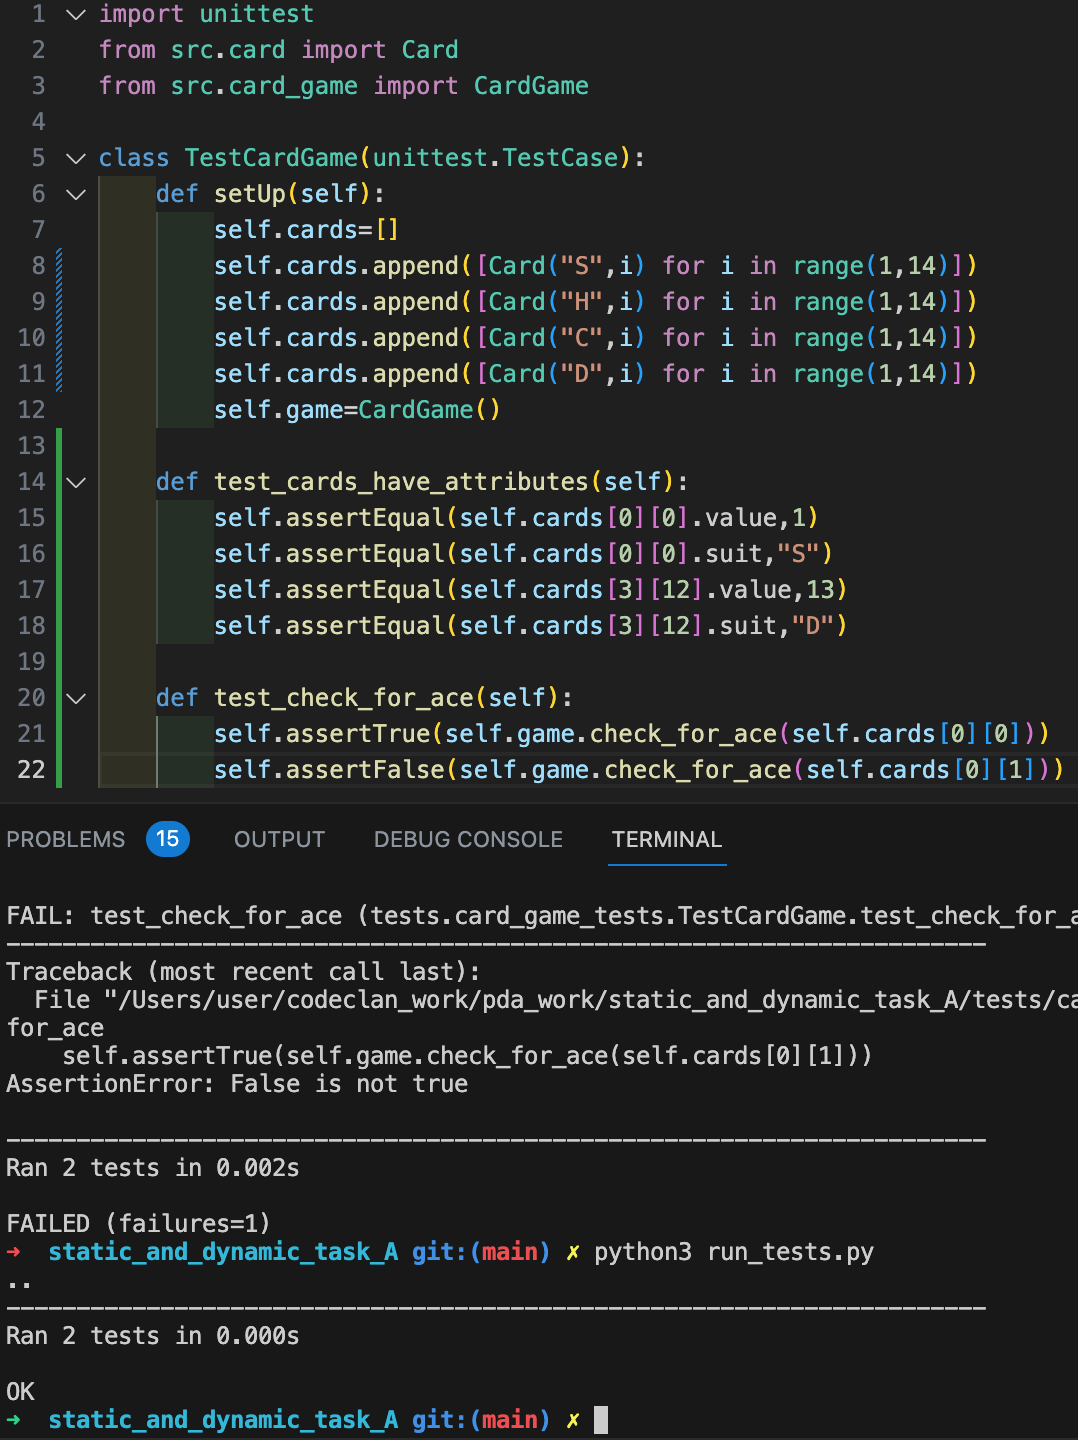 1 import unittest
2 from src.card import Card
3 from src.card_game import CardGame
4
5 class TestCardGame(unittest.TestCase):
6     def setUp(self):
7         self.cards=[]
8         self.cards.append([Card("S",i) for i in range(1,14)])
9         self.cards.append([Card("H",i) for i in range(1,14)])
10         self.cards.append([Card("C",i) for i in range(1,14)])
11         self.cards.append([Card("D",i) for i in range(1,14)])
12         self.game=CardGame()
13
14     def test_cards_have_attributes(self):
15         self.assertEqual(self.cards[0][0].value,1)
16         self.assertEqual(self.cards[0][0].suit,"S")
17         self.assertEqual(self.cards[3][12].value,13)
18         self.assertEqual(self.cards[3][12].suit,"D")
19
20     def test_check_for_ace(self):
21         self.assertTrue(self.game.check_for_ace(self.cards[0][0]))
22         self.assertFalse(self.game.check_for_ace(self.cards[0][1]))
PROBLEMS 15 OUTPUT DEBUG CONSOLE TERMINAL
FAIL: test_check_for_ace (tests.card_game_tests.TestCardGame.test_check_for_a
----------------------------------------------------------------------
Traceback (most recent call last):
  File "/Users/user/codeclan_work/pda_work/static_and_dynamic_task_A/tests/ca
for_ace
    self.assertTrue(self.game.check_for_ace(self.cards[0][1]))
AssertionError: False is not true
----------------------------------------------------------------------
Ran 2 tests in 0.002s
FAILED (failures=1)
➜  static_and_dynamic_task_A git:(main) ✗ python3 run_tests.py
..
----------------------------------------------------------------------
Ran 2 tests in 0.000s
OK
➜  static_and_dynamic_task_A git:(main) ✗